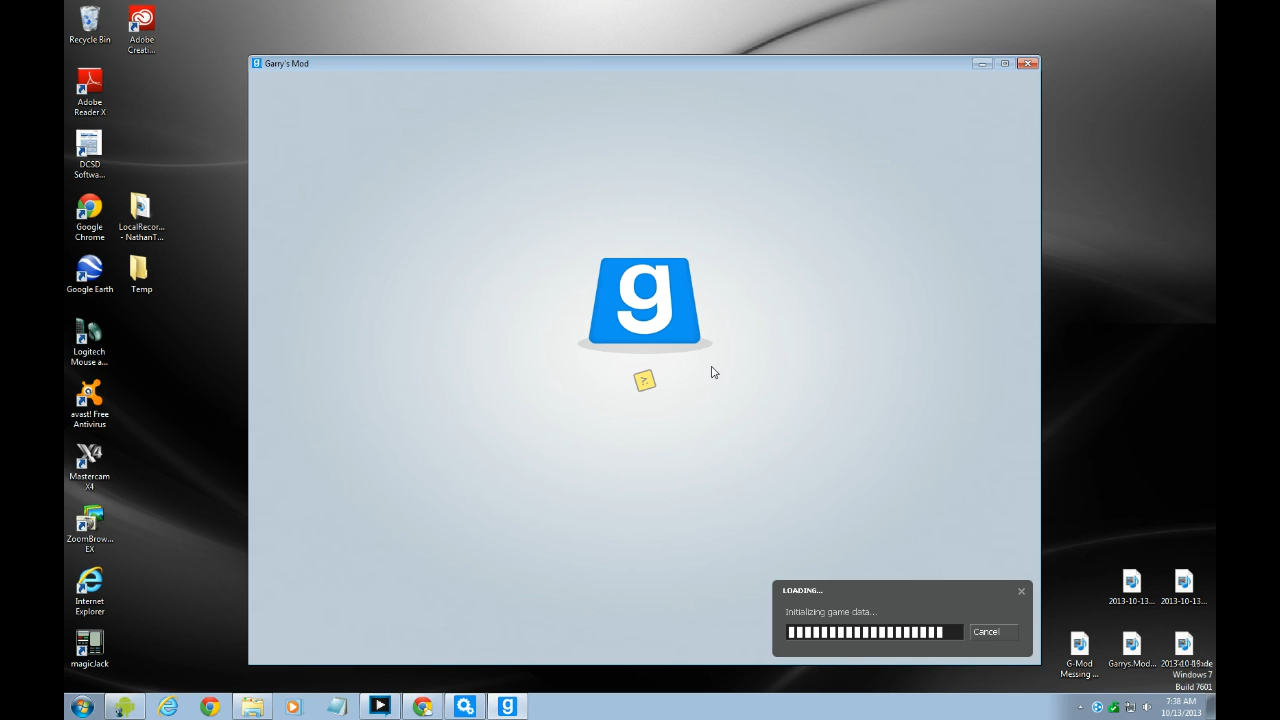 Recycle Bin
Adobe
Creati...
Adobe
Reader X
DCSD
Softwa...
Google
Chrome
LocalRecor...
- NathanT...
Google Earth
Temp
Logitech
Mouse a...
avast! Free
Antivirus
X4
Mastercam
X4
ZoomBrow...
EX
Internet
Explorer
magicJack
g Garry's Mod
g
>:
LOADING...
Initializing game data...
Cancel
2013-10-13...
2013-10-13...
G-Mod
Messing ...
Garrys.Mod...
Windows 7
Build 7601
g
7:38 AM
10/13/2013